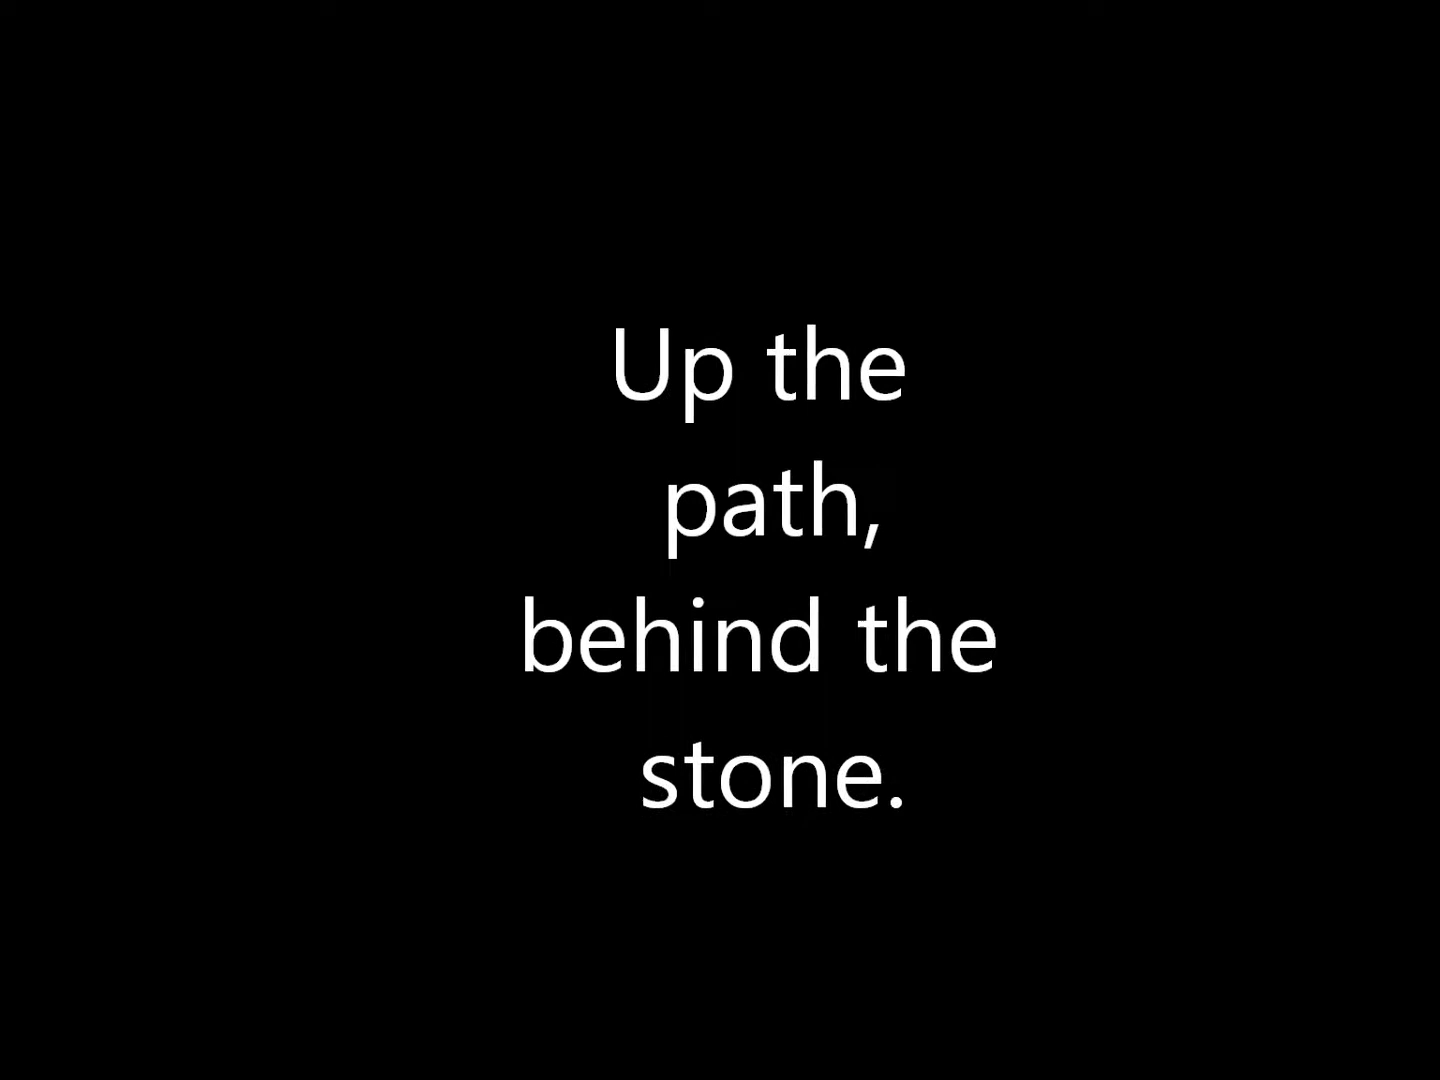 Up the
path,
behind the
stone.